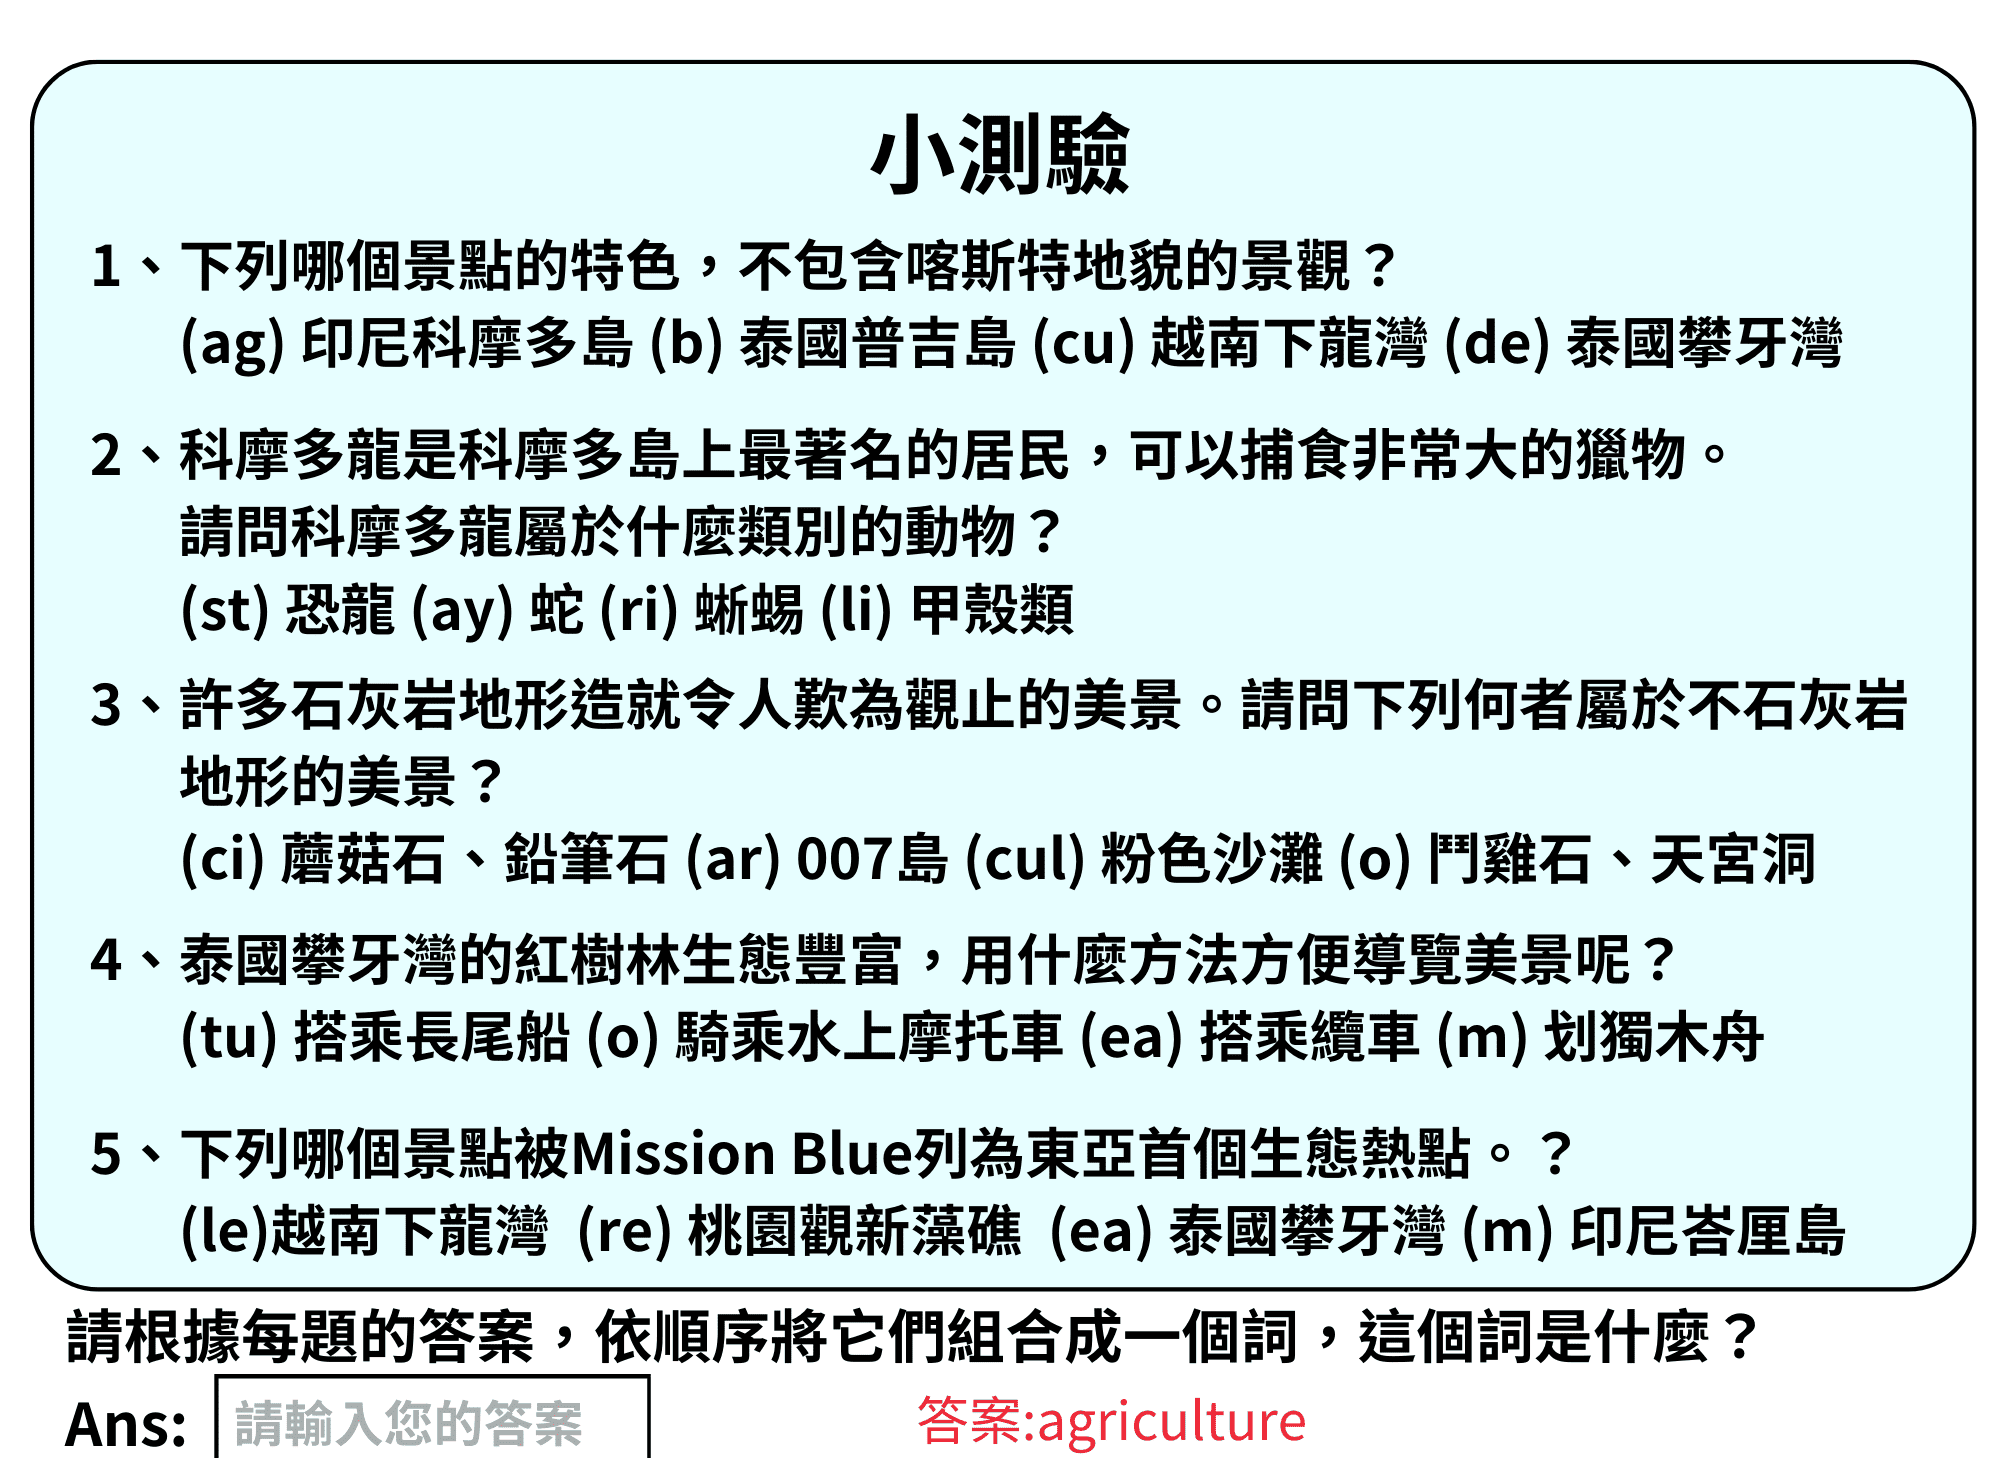 小測驗
1、下列哪個景點的特色，不包含喀斯特地貌的景觀？
(ag) 印尼科摩多島 (b) 泰國普吉島 (cu) 越南下龍灣 (de) 泰國攀牙灣
2、科摩多龍是科摩多島上最著名的居民，可以捕食非常大的獵物。
請問科摩多龍屬於什麼類別的動物？
(st) 恐龍 (ay) 蛇 (ri) 蜥蜴 (li) 甲殼類
3、許多石灰岩地形造就令人歎為觀止的美景。請問下列何者屬於不石灰岩
地形的美景？
(ci) 蘑菇石、鉛筆石 (ar) 007島 (cul) 粉色沙灘 (o) 鬥雞石、天宮洞
4、泰國攀牙灣的紅樹林生態豐富，用什麼方法方便導覽美景呢？
(tu) 搭乘長尾船 (o) 騎乘水上摩托車 (ea) 搭乘纜車 (m) 划獨木舟
5、下列哪個景點被Mission Blue列為東亞首個生態熱點。？
(le)越南下龍灣 (re) 桃園觀新藻礁 (ea) 泰國攀牙灣 (m) 印尼峇厘島
請根據每題的答案，依順序將它們組合成一個詞，這個詞是什麼？
Ans: 請輸入您的答案 答案:agriculture